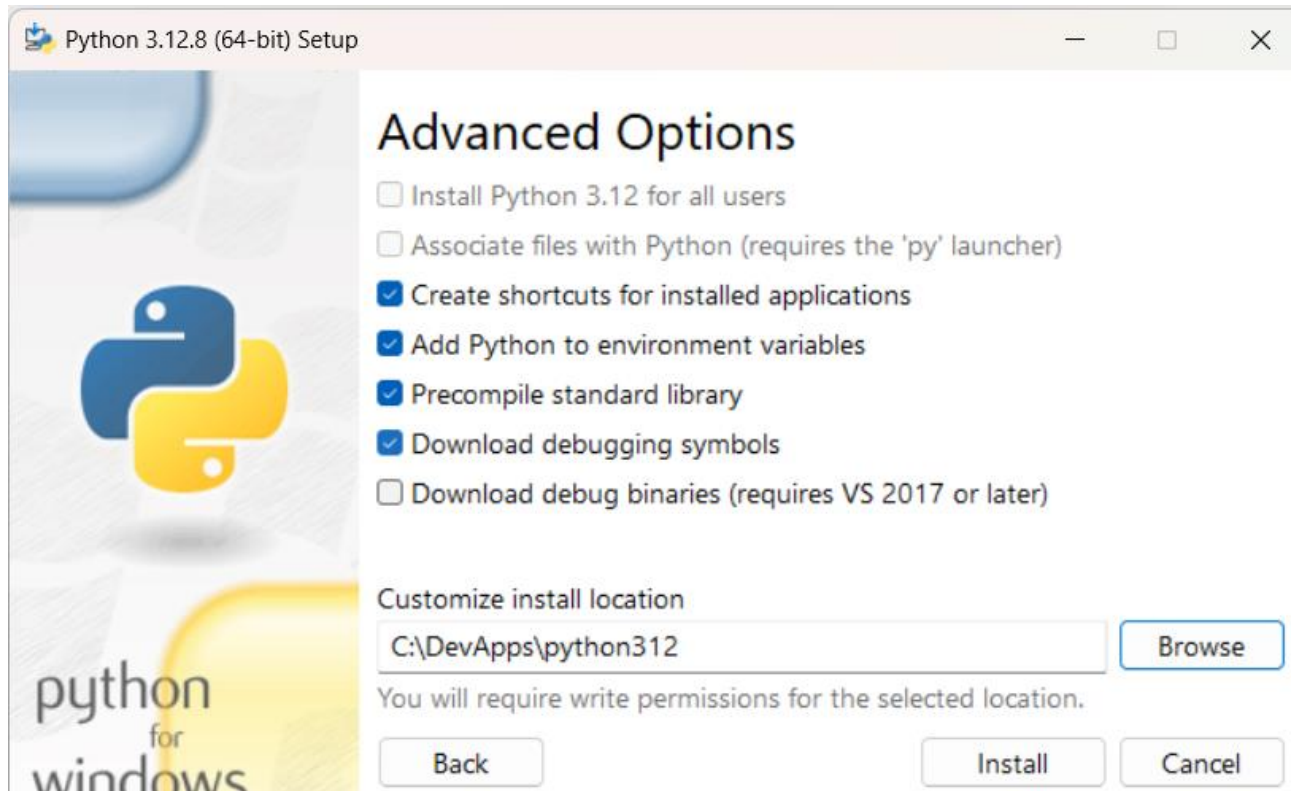 Python 3.12.8 (64-bit) Setup
Advanced Options
Install Python 3.12 for all users
Associate files with Python (requires the 'py' launcher)
Create shortcuts for installed applications
Add Python to environment variables
Precompile standard library
Download debugging symbols
Download debug binaries (requires VS 2017 or later)
Customize install location
C:\DevApps\python312
Browse
You will require write permissions for the selected location.
python
for
windows
Back
Install
Cancel